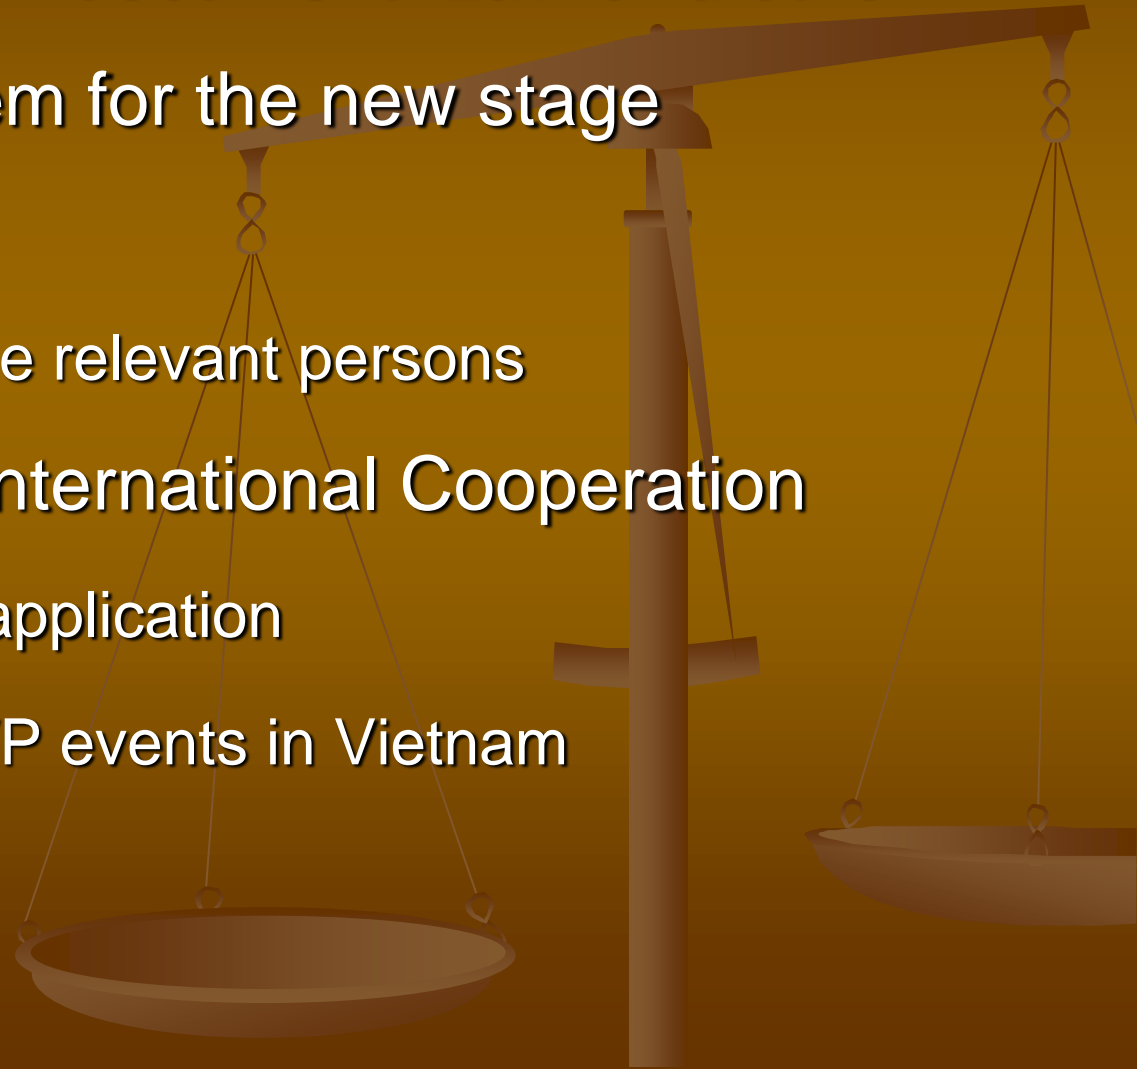 em for the new stage
e relevant persons
nternational Cooperation
application
P events in Vietnam